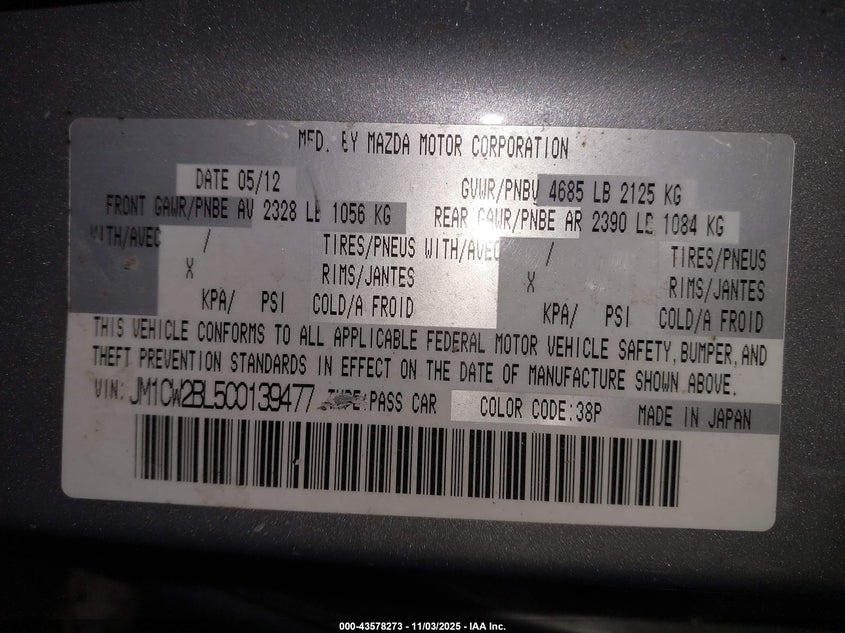 MFD. BY MAZDA MOTOR CORPORATION
DATE 05/12 GVWR/PNBV 4685 LB 2125 KG
FRONT GAWR/PNBE AV 2328 LB 1056 KG REAR GAWR/PNBE AR 2390 LB 1084 KG
WITH/AVEC / TIRES/PNEUS WITH/AVEC / TIRES/PNEUS
X RIMS/JANTES X RIMS/JANTES
KPA/ PSI COLD/A FROID KPA/ PSI COLD/A FROID
THIS VEHICLE CONFORMS TO ALL APPLICABLE FEDERAL MOTOR VEHICLE SAFETY, BUMPER, AND
THEFT PREVENTION STANDARDS IN EFFECT ON THE DATE OF MANUFACTURE SHOWN ABOVE.
VIN: JM1CW2BL5C0139477 TYPE: PASS CAR COLOR CODE:38P MADE IN JAPAN
000-43578273 - 11/03/2025 - IAA Inc.